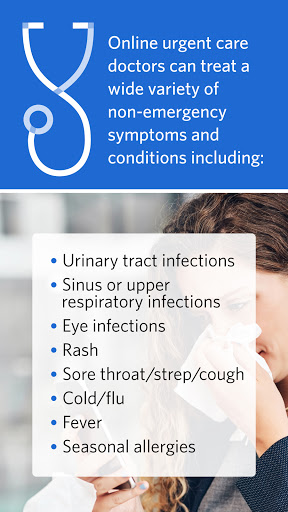 Online urgent care
doctors can treat a
wide variety of
non-emergency
symptoms and
conditions including:
• Urinary tract infections
• Sinus or upper
respiratory infections
• Eye infections
• Rash
• Sore throat/strep/cough
• Cold/flu
• Fever
• Seasonal allergies